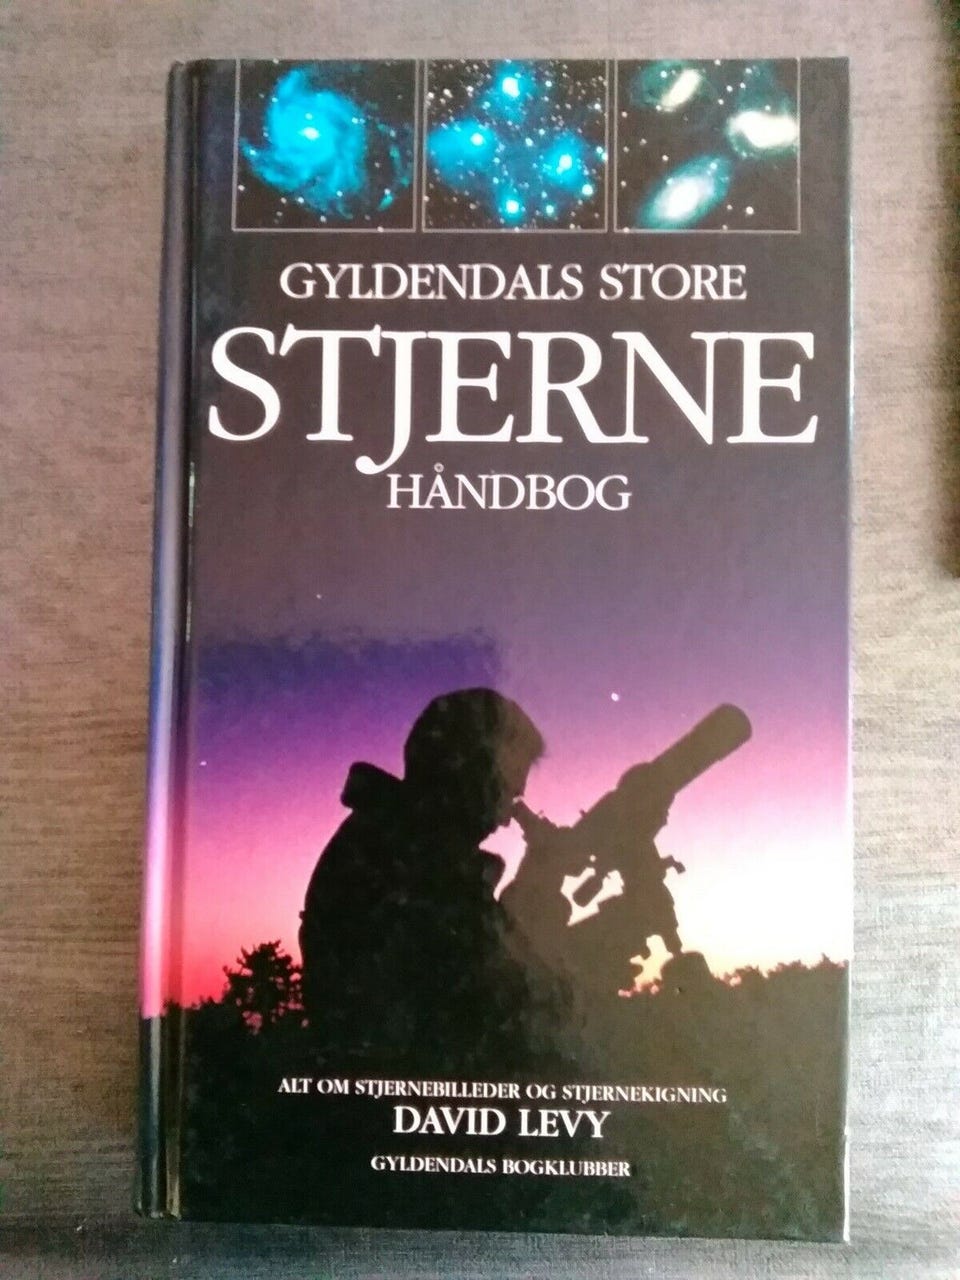 GYLDENDALS STORE
STJERNE
HÅNDBOG
ALT OM STJERNEBILLEDER OG STJERNEKIGNING
DAVID LEVY
GYLDENDALS BOGKLUBBER